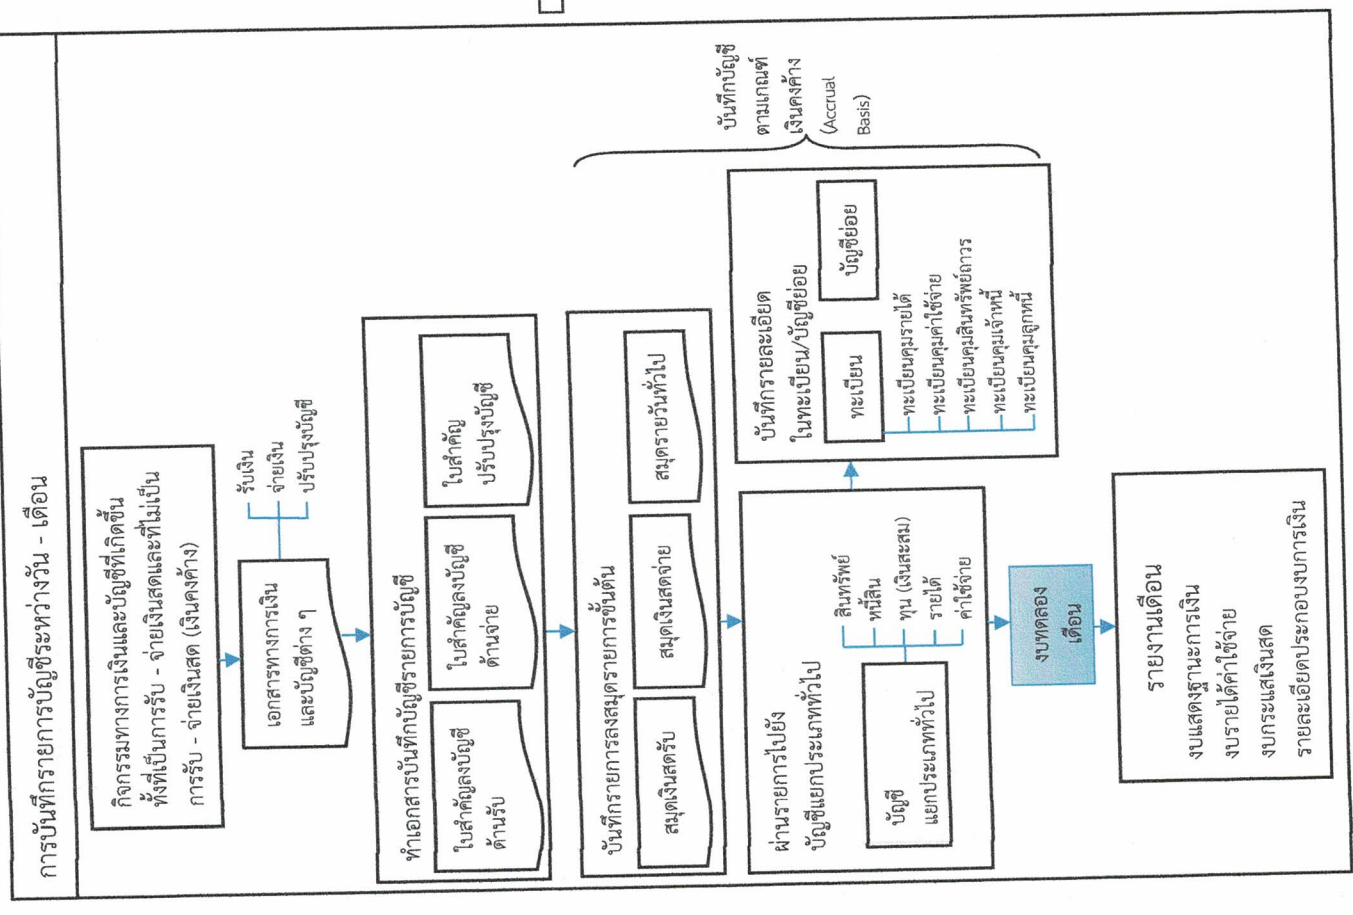 การบันทึกรายการบัญชีระหว่างวัน - เดือน
กิจกรรมทางการเงินและบัญชีที่เกิดขึ้น
ทั้งที่เป็นการรับ - จ่ายเงินสดและที่ไม่เป็น
การรับ - จ่ายเงินสด (เงินคงค้าง)
เอกสารทางการเงิน
และบัญชีต่าง ๆ
รับเงิน
จ่ายเงิน
ปรับปรุงบัญชี
ทำเอกสารบันทึกบัญชีรายการบัญชี
ใบสำคัญลงบัญชี
ด้านรับ
ใบสำคัญลงบัญชี
ด้านจ่าย
ใบสำคัญ
ปรับปรุงบัญชี
บันทึกรายการลงสมุดรายการขั้นต้น
สมุดเงินสดรับ
สมุดเงินสดจ่าย
สมุดรายวันทั่วไป
ผ่านรายการไปยัง
บัญชีแยกประเภททั่วไป
บัญชี
แยกประเภททั่วไป
สินทรัพย์
หนี้สิน
ทุน (เงินสะสม)
รายได้
ค่าใช้จ่าย
บันทึกรายละเอียด
ในทะเบียน/บัญชีย่อย
ทะเบียน
บัญชีย่อย
ทะเบียนคุมรายได้
ทะเบียนคุมค่าใช้จ่าย
ทะเบียนคุมสินทรัพย์ถาวร
ทะเบียนคุมเจ้าหนี้
ทะเบียนคุมลูกหนี้
บันทึกบัญชี
ตามเกณฑ์
เงินคงค้าง
(Accrual
Basis)
งบทดลอง
เดือน
รายงานเดือน
งบแสดงฐานะการเงิน
งบรายได้ค่าใช้จ่าย
งบกระแสเงินสด
รายละเอียดประกอบงบการเงิน